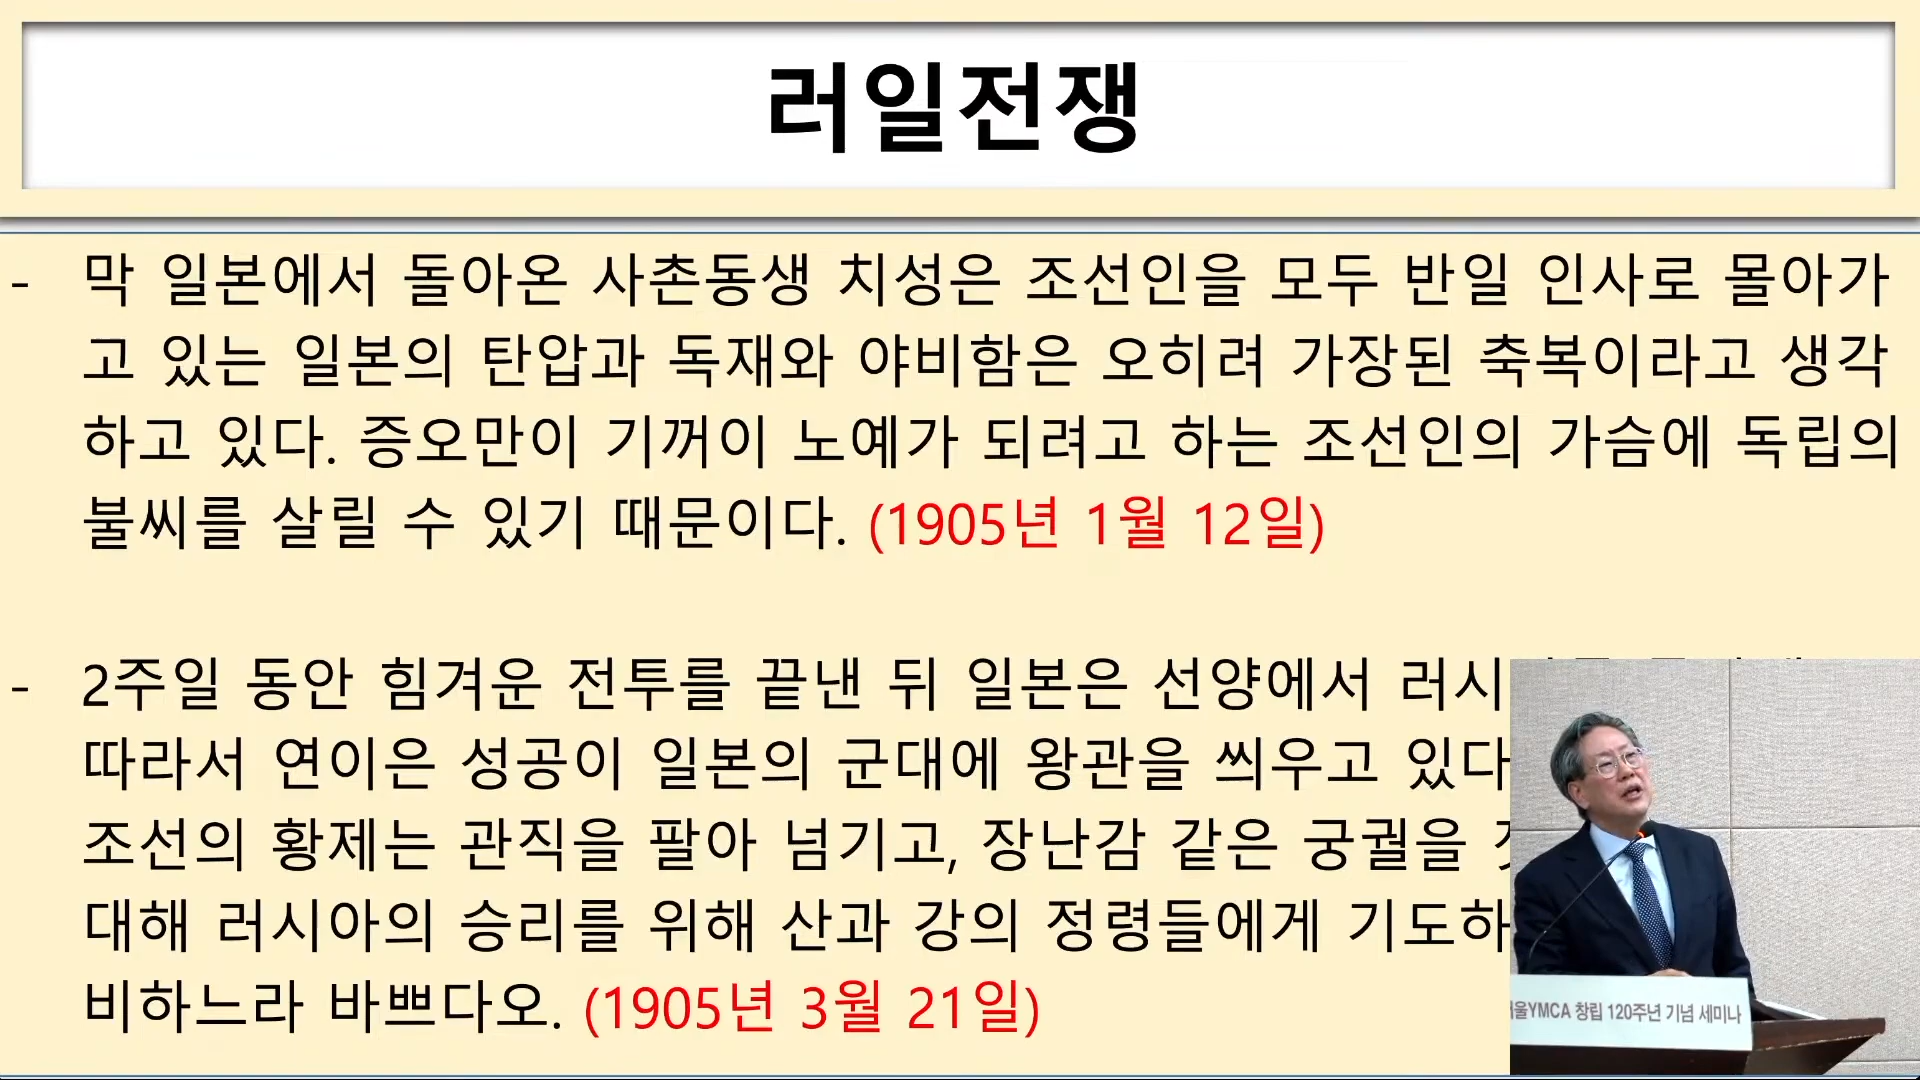 러일전쟁
- 막 일본에서 돌아온 사촌동생 치성은 조선인을 모두 반일 인사로 몰아가
고 있는 일본의 탄압과 독재와 야비함은 오히려 가장된 축복이라고 생각
하고 있다. 증오만이 기꺼이 노예가 되려고 하는 조선인의 가슴에 독립의
불씨를 살릴 수 있기 때문이다. (1905년 1월 12일)
- 2주일 동안 힘겨운 전투를 끝낸 뒤 일본은 선양에서 러시
따라서 연이은 성공이 일본의 군대에 왕관을 씌우고 있다
조선의 황제는 관직을 팔아 넘기고, 장난감 같은 궁궐을
대해 러시아의 승리를 위해 산과 강의 정령들에게 기도하
비하느라 바쁘다오. (1905년 3월 21일)
울YMCA 창립 120주년 기념 세미나